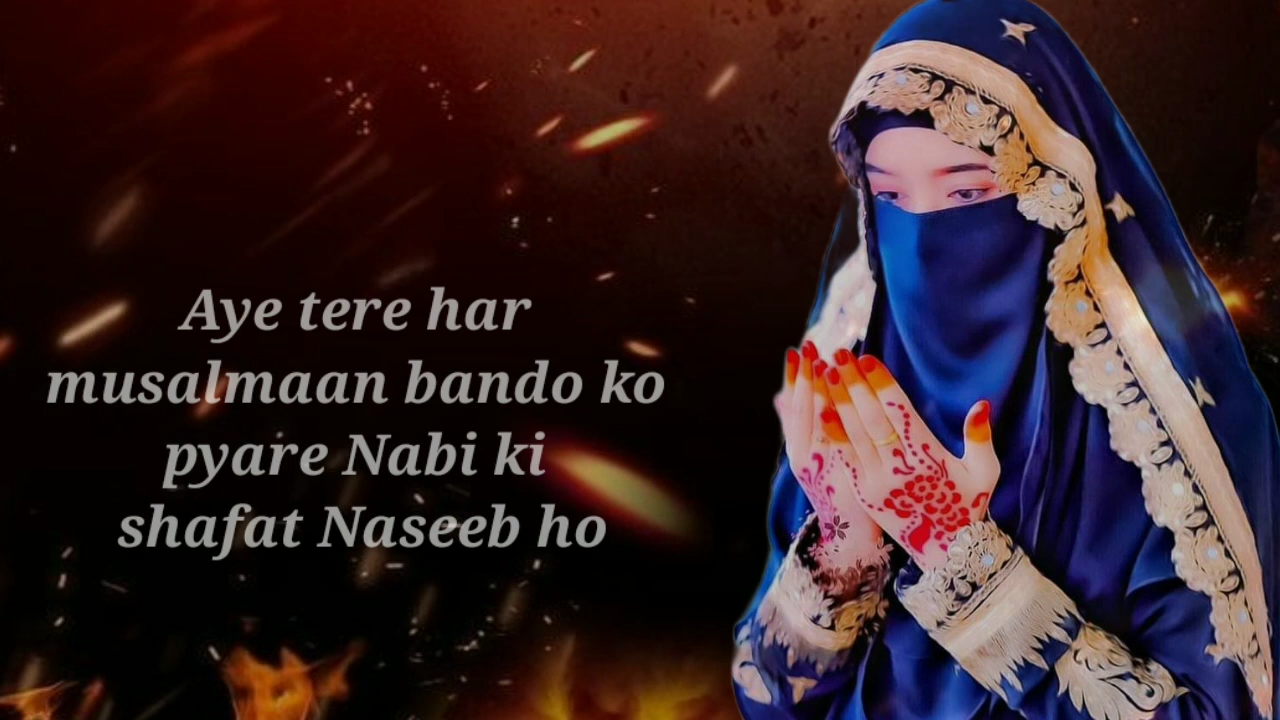 Aye tere har
musalmaan bando ko
pyare Nabi ki
shafat Naseeb ho